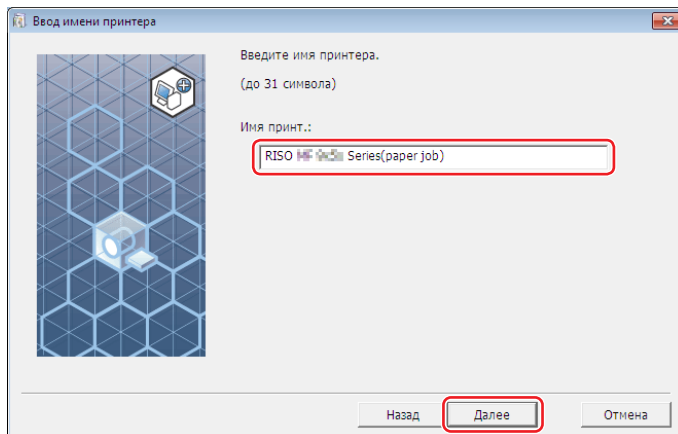 Ввод имени принтера
Введите имя принтера.
(до 31 символа)
Имя принт.:
RISO Series(paper job)
Назад Далее Отмена